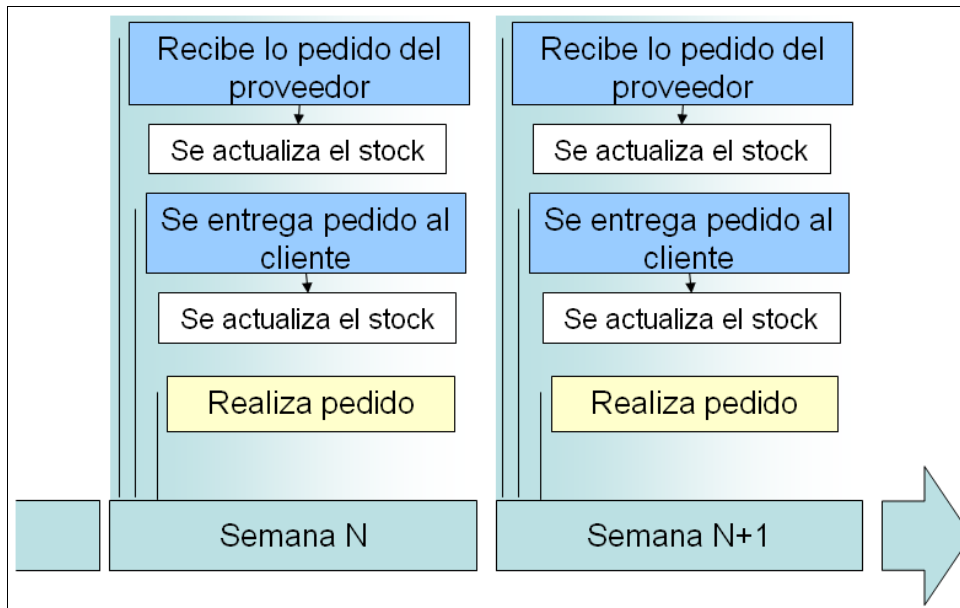 Recibe lo pedido del
proveedor
Se actualiza el stock
Se entrega pedido al
cliente
Se actualiza el stock
Realiza pedido
Semana N
Recibe lo pedido del
proveedor
Se actualiza el stock
Se entrega pedido al
cliente
Se actualiza el stock
Realiza pedido
Semana N+1